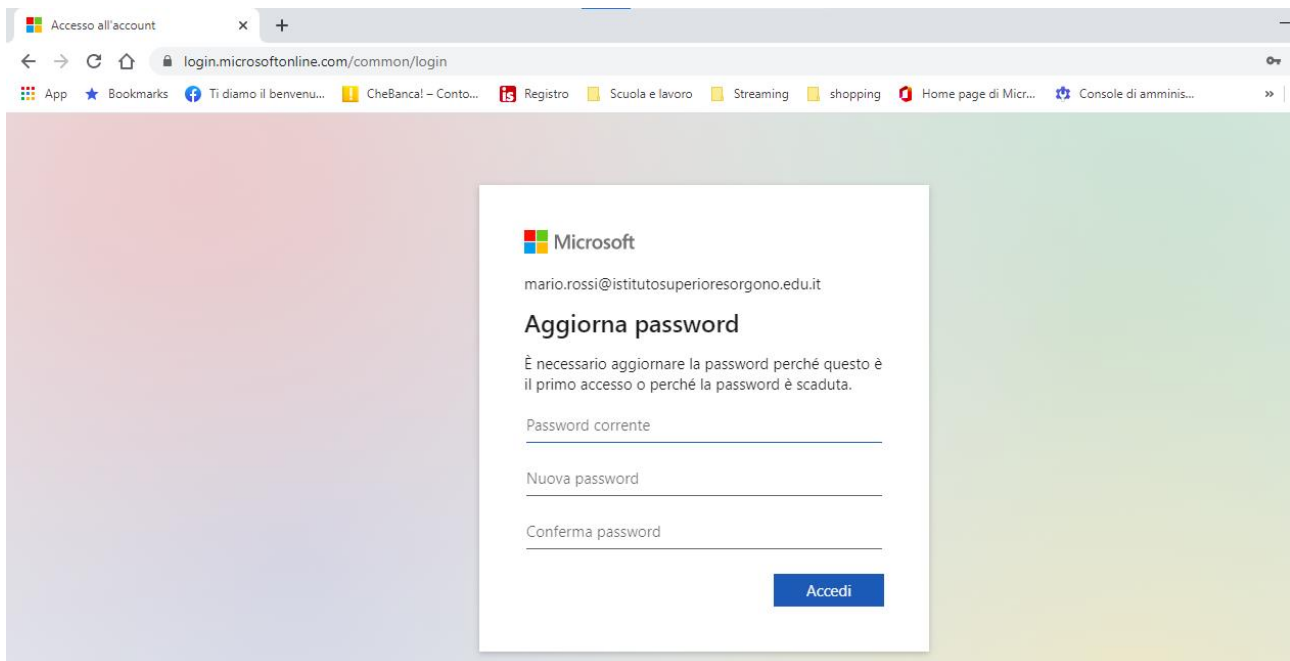 Accesso all'account
login.microsoftonline.com/common/login
App Bookmarks Ti diamo il benvenu... CheBanca! – Conto... is Registro Scuola e lavoro Streaming shopping Home page di Micr... Console di amminis... »
Microsoft
mario.rossi@istitutosuperioresorgono.edu.it
Aggiorna password
È necessario aggiornare la password perché questo è
il primo accesso o perché la password è scaduta.
Password corrente
Nuova password
Conferma password
Accedi